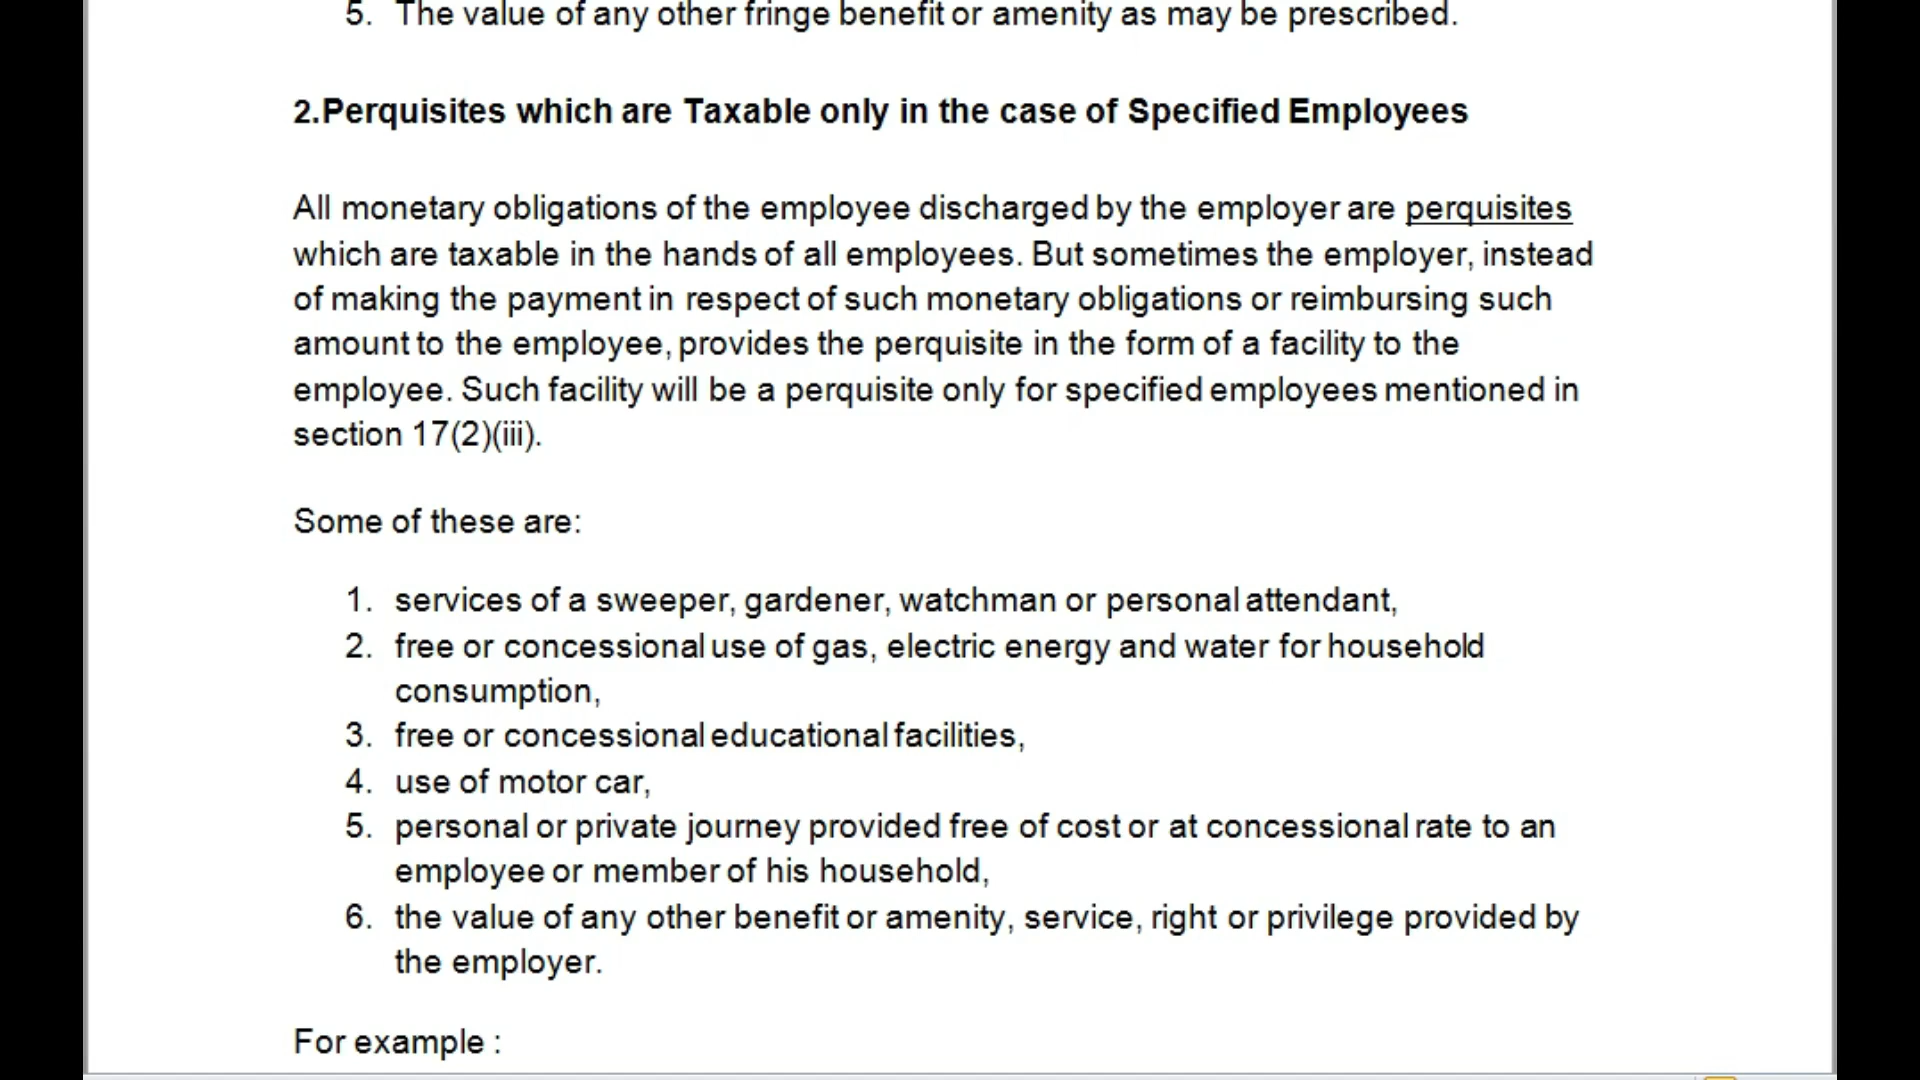 5. The value of any other fringe benefit or amenity as may be prescribed.
2.Perquisites which are Taxable only in the case of Specified Employees
All monetary obligations of the employee discharged by the employer are perquisites
which are taxable in the hands of all employees. But sometimes the employer, instead
of making the payment in respect of such monetary obligations or reimbursing such
amount to the employee, provides the perquisite in the form of a facility to the
employee. Such facility will be a perquisite only for specified employees mentioned in
section 17(2)(iii).
Some of these are:
1. services of a sweeper, gardener, watchman or personal attendant,
2. free or concessional use of gas, electric energy and water for household
consumption,
3. free or concessional educational facilities,
4. use of motor car,
5. personal or private journey provided free of cost or at concessional rate to an
employee or member of his household,
6. the value of any other benefit or amenity, service, right or privilege provided by
the employer.
For example :